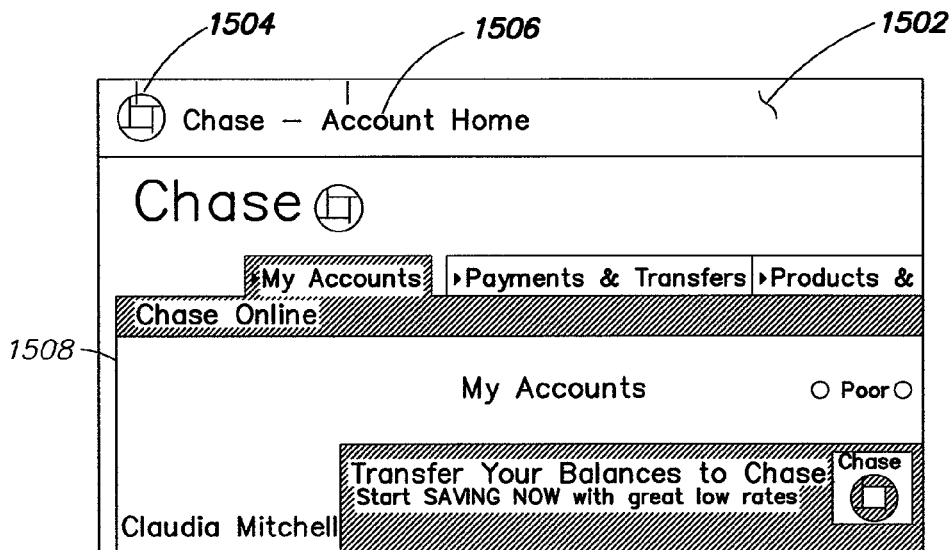 1504 1506 1502
Chase – Account Home
Chase
My Accounts Payments & Transfers Products &
Chase Online
1508
My Accounts Poor
Transfer Your Balances to Chase Chase
Start SAVING NOW with great low rates
Claudia Mitchell